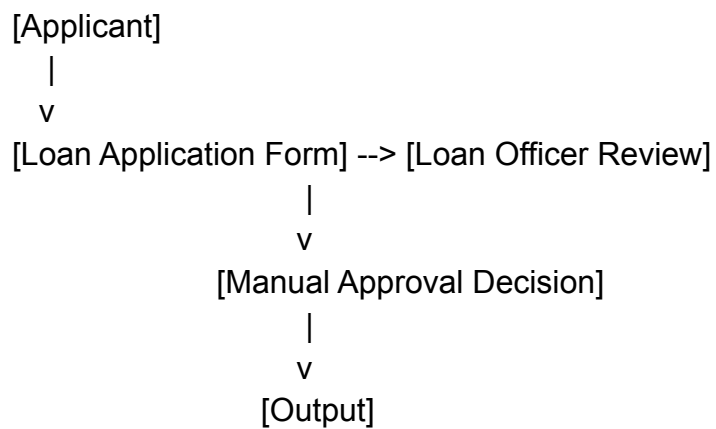 [Applicant]
|
v
[Loan Application Form] --> [Loan Officer Review]
|
v
[Manual Approval Decision]
|
v
[Output]